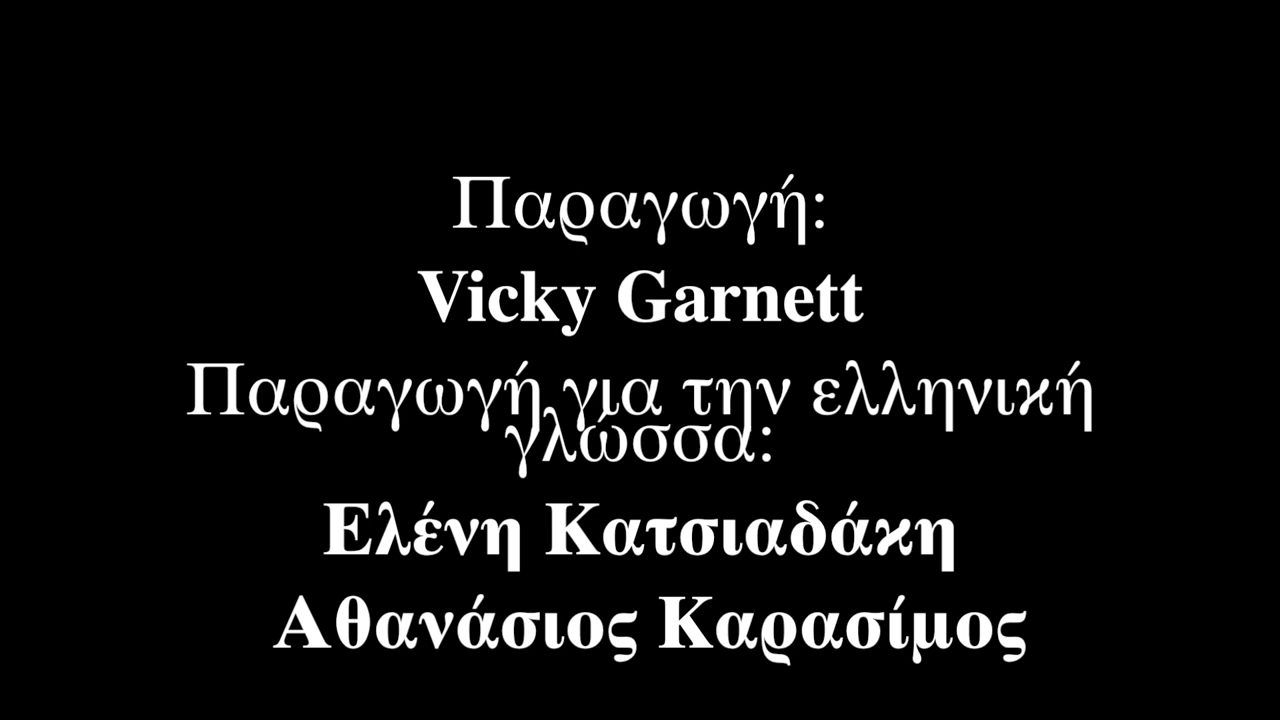 Παραγωγή:
Vicky Garnett
Παραγωγή για την ελληνική
γλώσσα:
Ελένη Κατσιαδάκη
Αθανάσιος Καρασίμος